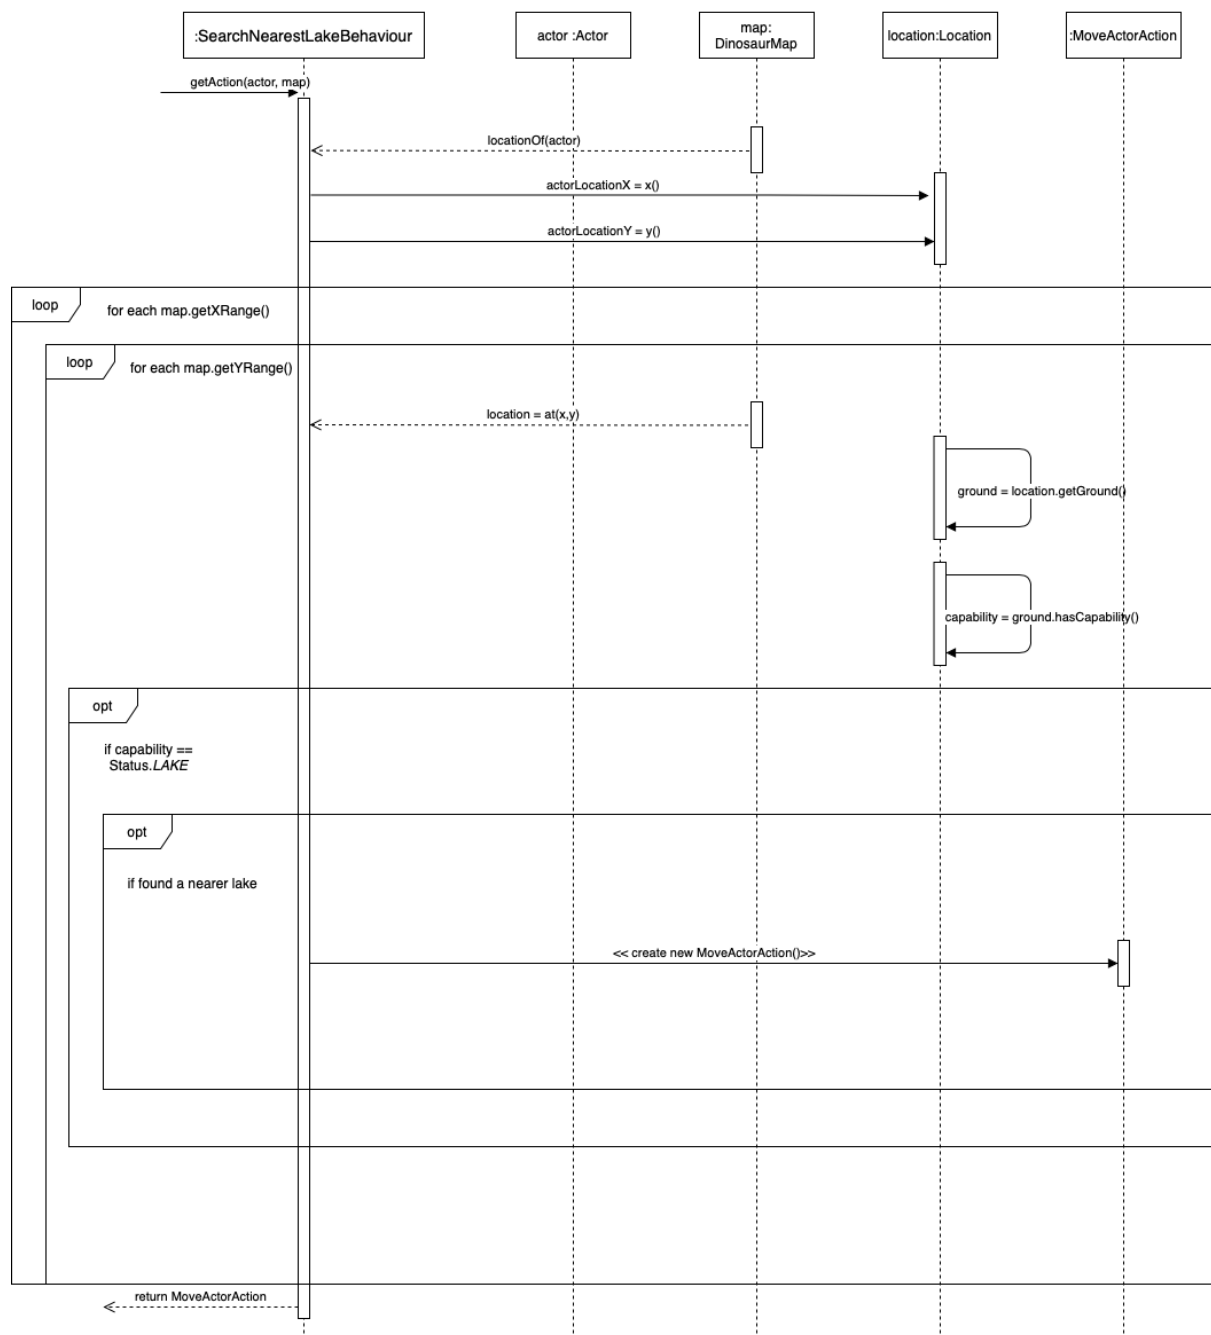 :SearchNearestLakeBehaviour
actor :Actor
map:
DinosaurMap
location:Location
:MoveActorAction
getAction(actor, map)
locationOf(actor)
actorLocationX = x()
actorLocationY = y()
loop
for each map.getXRange()
loop
for each map.getYRange()
location = at(x,y)
ground = location.getGround()
capability = ground.hasCapability()
opt
if capability ==
Status.LAKE
opt
if found a nearer lake
<< create new MoveActorAction()>>
return MoveActorAction